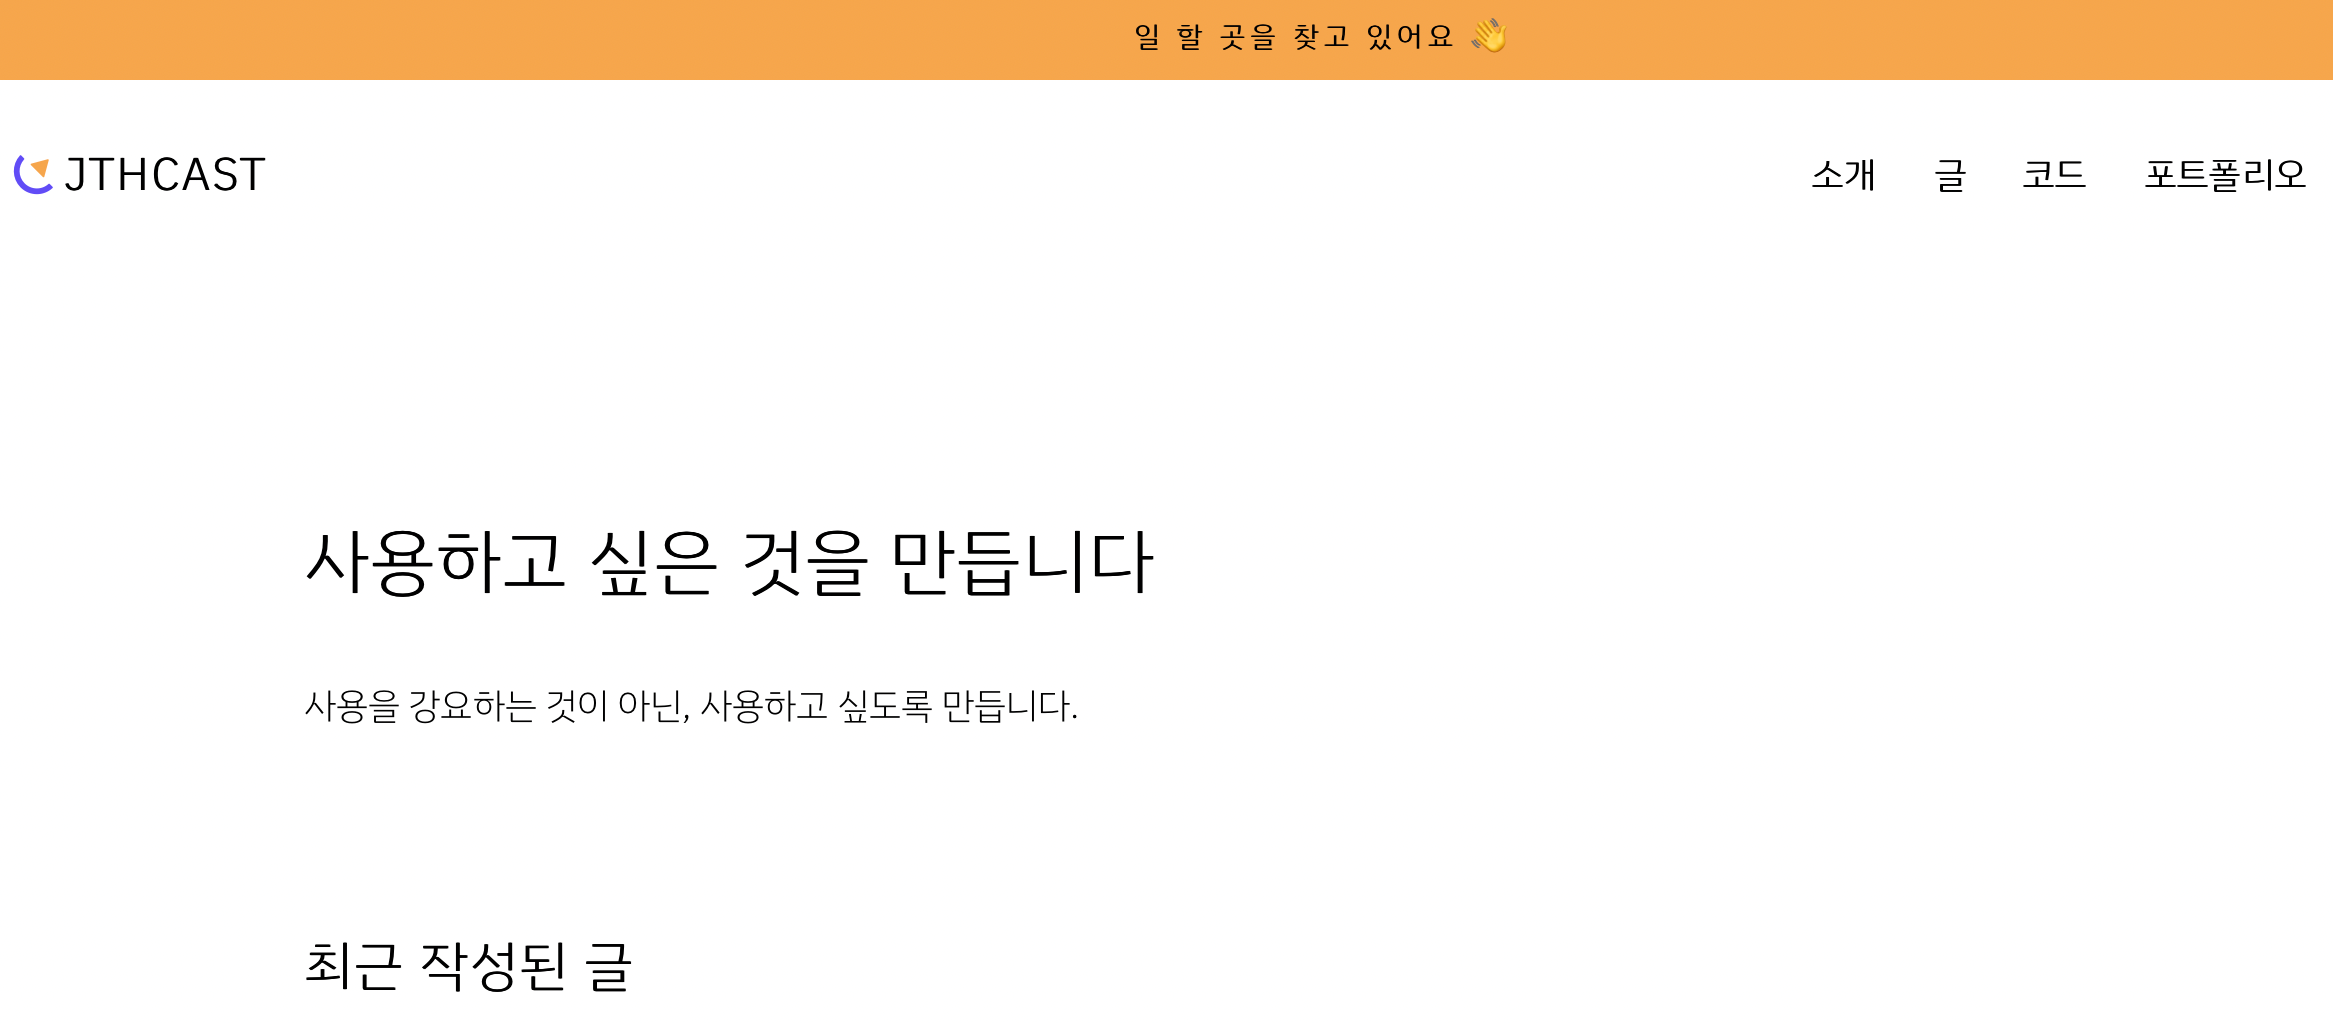 일 할 곳을 찾고 있어요 👋
JTHCAST
소개 글 코드 포트폴리오
사용하고 싶은 것을 만듭니다
사용을 강요하는 것이 아닌, 사용하고 싶도록 만듭니다.
최근 작성된 글